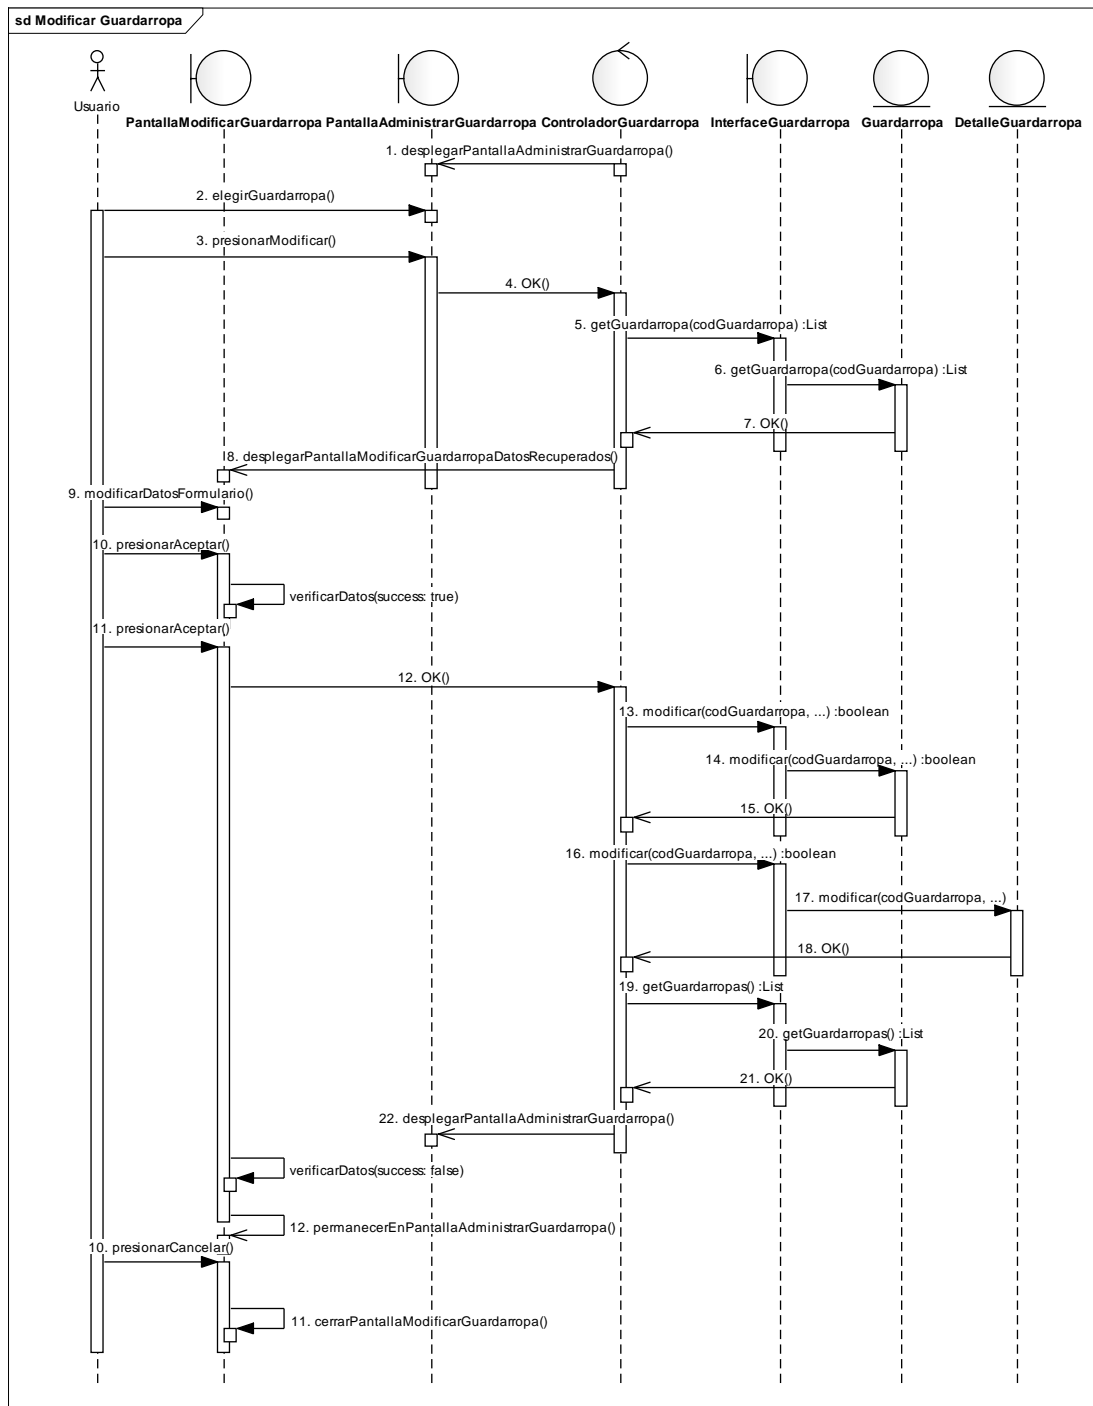 sd Modificar Guardarropa
Usuario
PantallaModificarGuardarropa
PantallaAdministrarGuardarropa
ControladorGuardarropa
InterfaceGuardarropa
Guardarropa
DetalleGuardarropa
1. desplegarPantallaAdministrarGuardarropa()
2. elegirGuardarropa()
3. presionarModificar()
4. OK()
5. getGuardarropa(codGuardarropa) :List
6. getGuardarropa(codGuardarropa) :List
7. OK()
8. desplegarPantallaModificarGuardarropaDatosRecuperados()
9. modificarDatosFormulario()
10. presionarAceptar()
verificarDatos(success: true)
11. presionarAceptar()
12. OK()
13. modificar(codGuardarropa, ...) :boolean
14. modificar(codGuardarropa, ...) :boolean
15. OK()
16. modificar(codGuardarropa, ...) :boolean
17. modificar(codGuardarropa, ...)
18. OK()
19. getGuardarropas() :List
20. getGuardarropas() :List
21. OK()
22. desplegarPantallaAdministrarGuardarropa()
verificarDatos(success: false)
12. permanecerEnPantallaAdministrarGuardarropa()
10. presionarCancelar()
11. cerrarPantallaModificarGuardarropa()